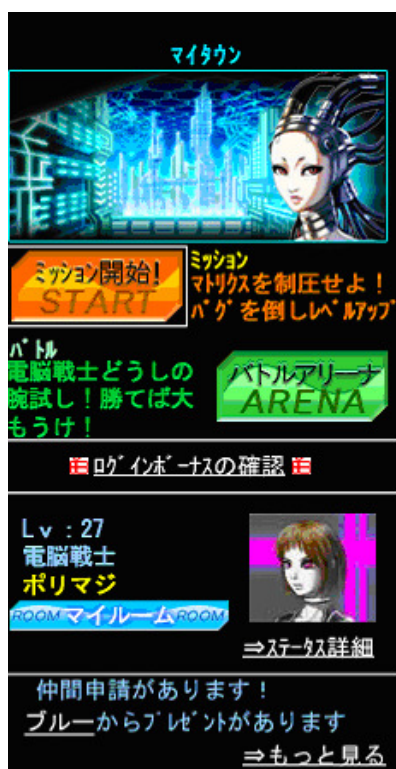 マイタウン
ミッション開始!
START
ミッション
マトリクスを制圧せよ!
バグを倒しレベルアップ
バトル
電脳戦士どうしの
腕試し!勝てば大
もうけ!
バトルアリーナ
ARENA
ログインボーナスの確認
Lv:27
電脳戦士
ポリマジ
ROOM マイルーム ROOM
⇒ステータス詳細
仲間申請があります!
ブルーからプレゼントがあります
⇒もっと見る